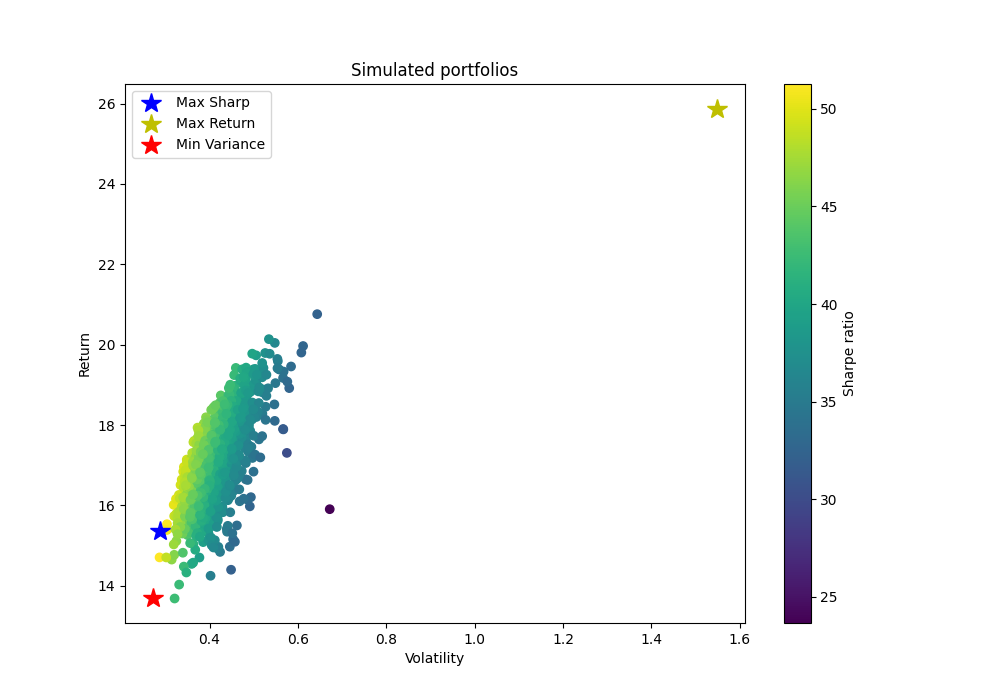 Simulated portfolios
Max Sharp
Max Return
Min Variance
26
24
22
20
18
16
14
Return
0.4 0.6 0.8 1.0 1.2 1.4 1.6
Volatility
50
45
40
35
30
25
Sharpe ratio